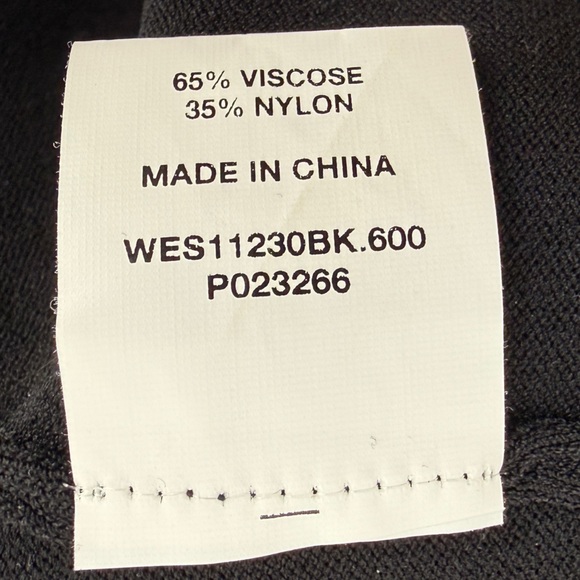 65% VISCOSE
35% NYLON
MADE IN CHINA
WES11230BK.600
P023266